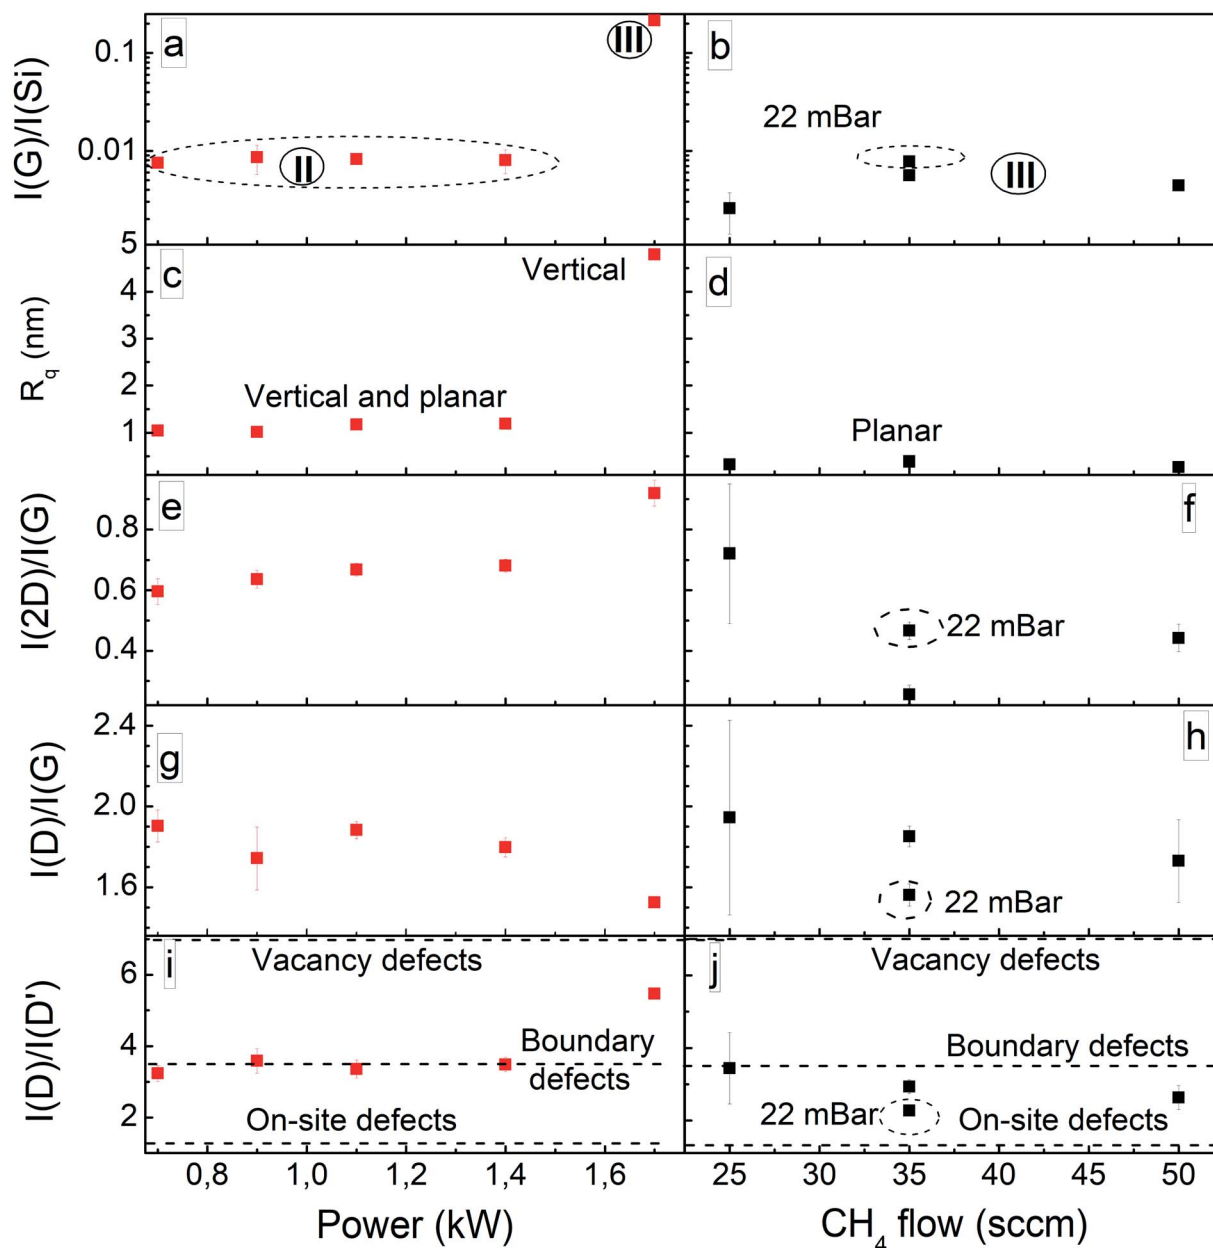 a
III
0.1
I(G)/I(Si)
0.01
II
b
22 mBar
III
5
c
Vertical
4
R_q (nm)
3
2
Vertical and planar
1
d
Planar
e
0.8
I(2D)/I(G)
0.6
0.4
f
22 mBar
2.4
g
I(D)/I(G)
2.0
1.6
h
22 mBar
i
Vacancy defects
6
I(D)/I(D')
4
Boundary
defects
On-site defects
2
j
Vacancy defects
Boundary defects
22 mBar
On-site defects
0,8 1,0 1,2 1,4 1,6
25 30 35 40 45 50
Power (kW)
CH₄ flow (sccm)